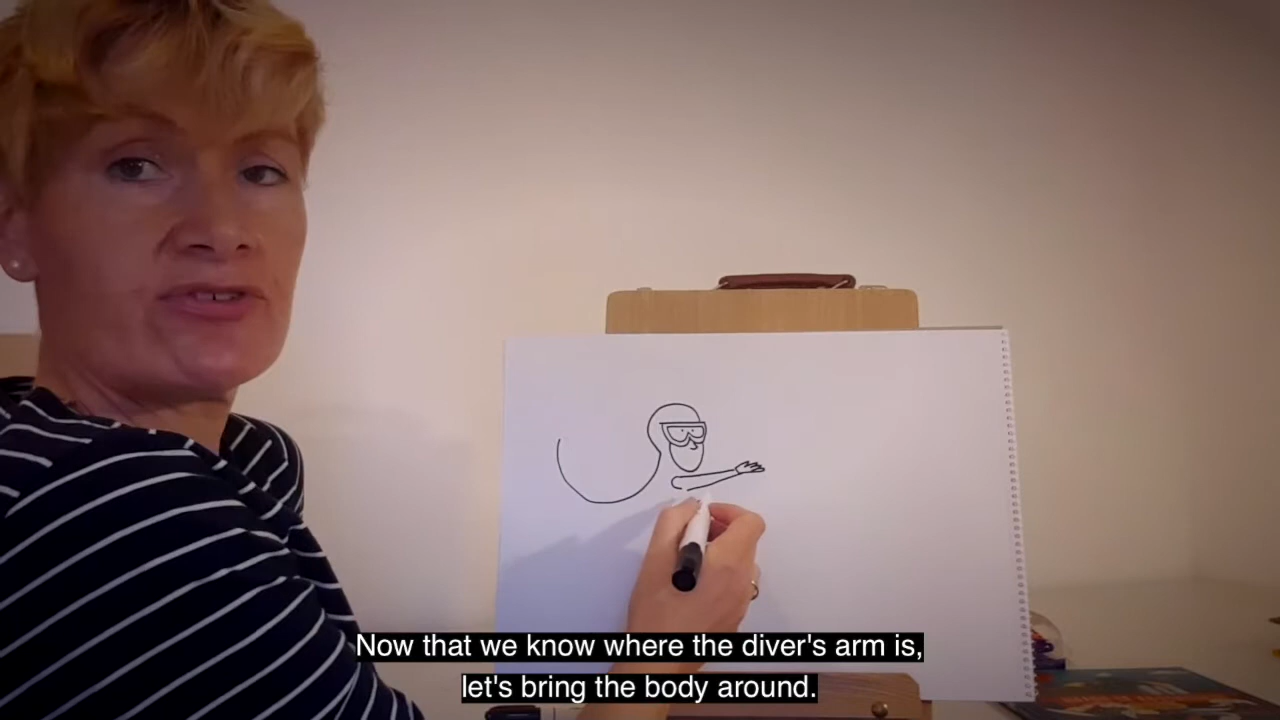 Now that we know where the diver's arm is,
let's bring the body around.